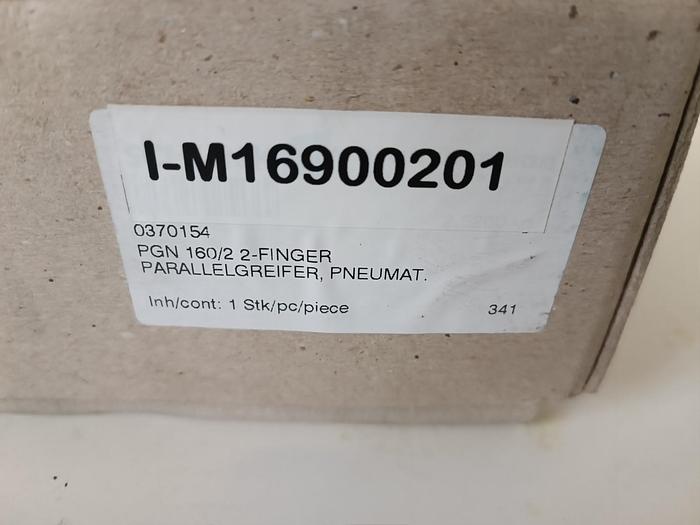 I-M16900201
0370154
PGN 160/2 2-FINGER
PARALLELGREIFER, PNEUMAT.
Inh/cont: 1 Stk/pc/piece 341